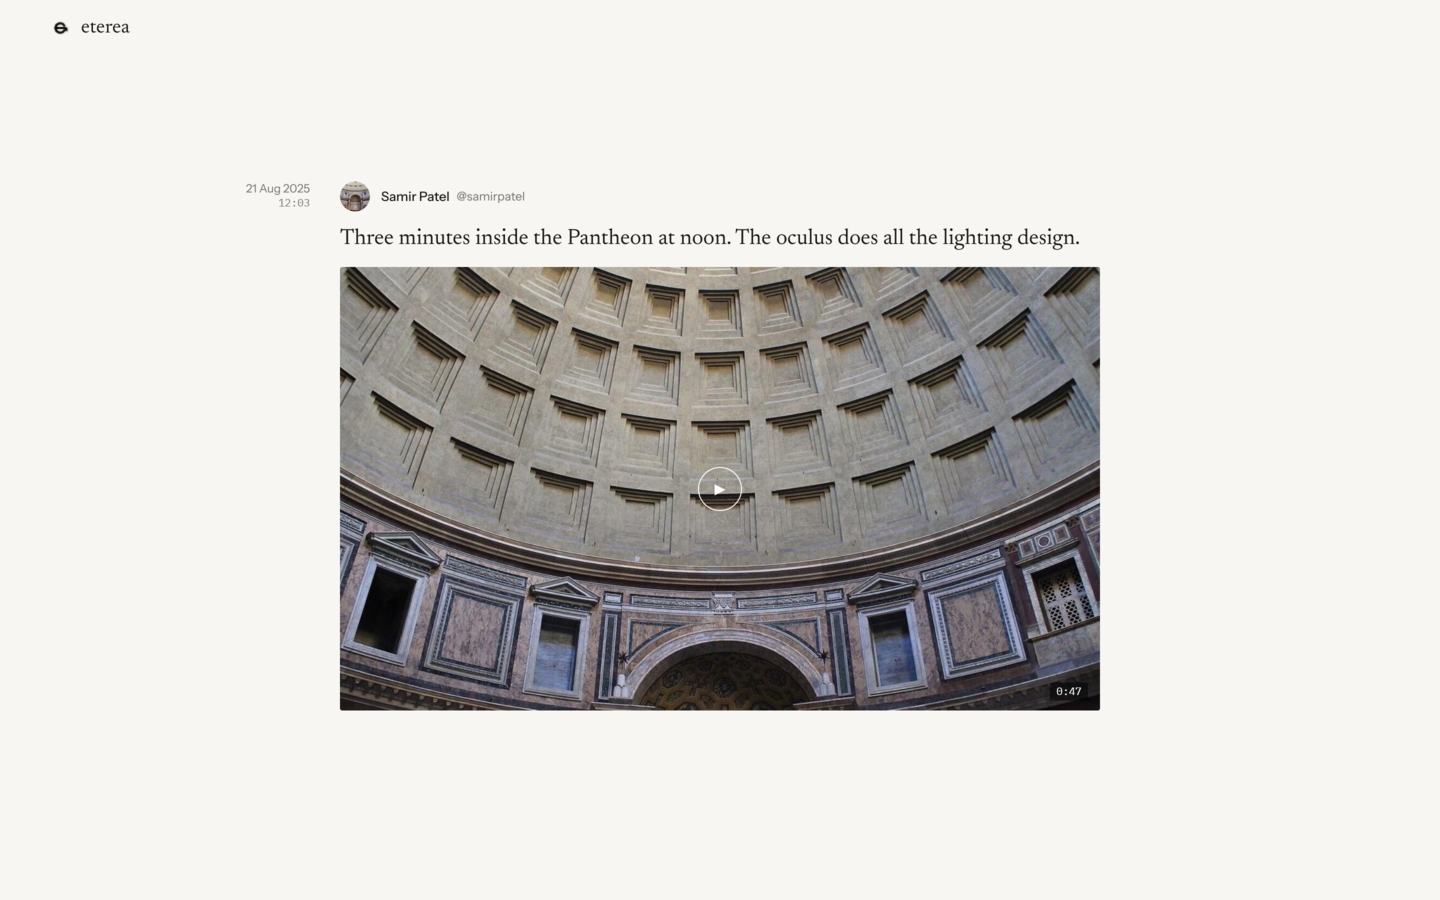 eterea
21 Aug 2025
12:03
Samir Patel @samirpatel
Three minutes inside the Pantheon at noon. The oculus does all the lighting design.
0:47